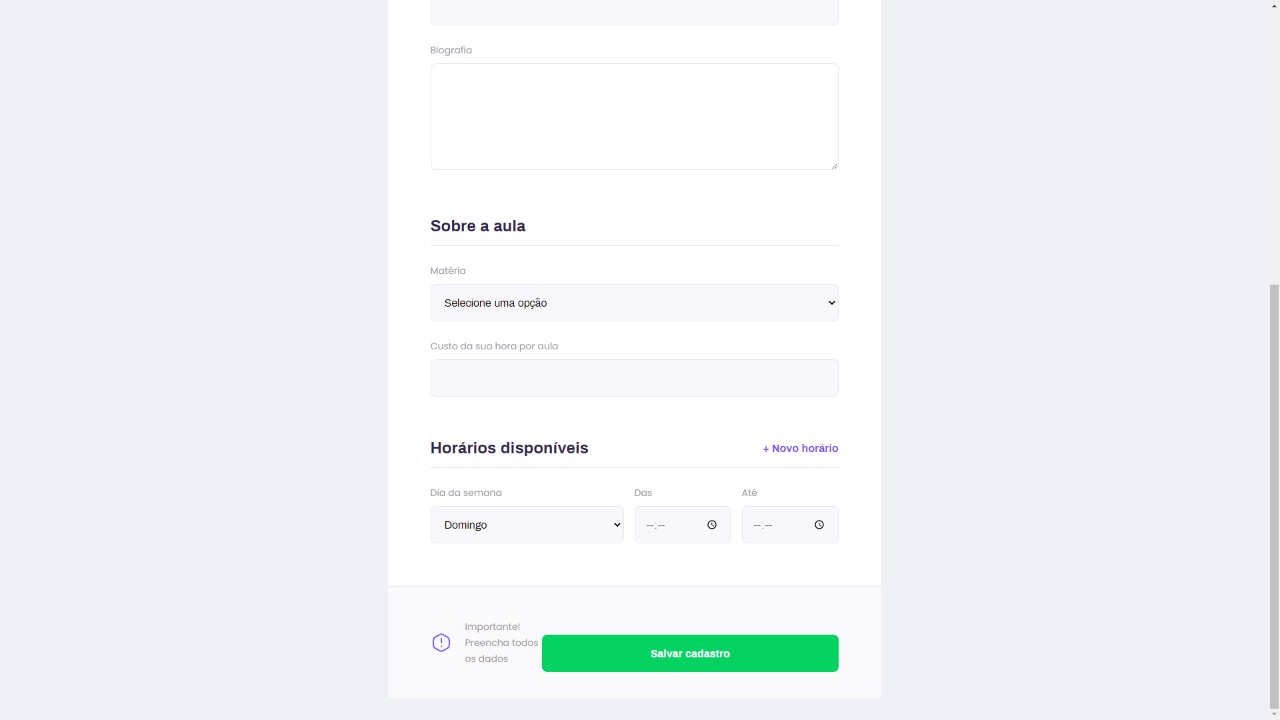 Biografia
Sobre a aula
Matéria
Selecione uma opção
Custo da sua hora por aula
Horários disponíveis
+ Novo horário
Dia da semana
Das
Até
Domingo
--:--
--:--
Importante!
Preencha todos
os dados
Salvar cadastro